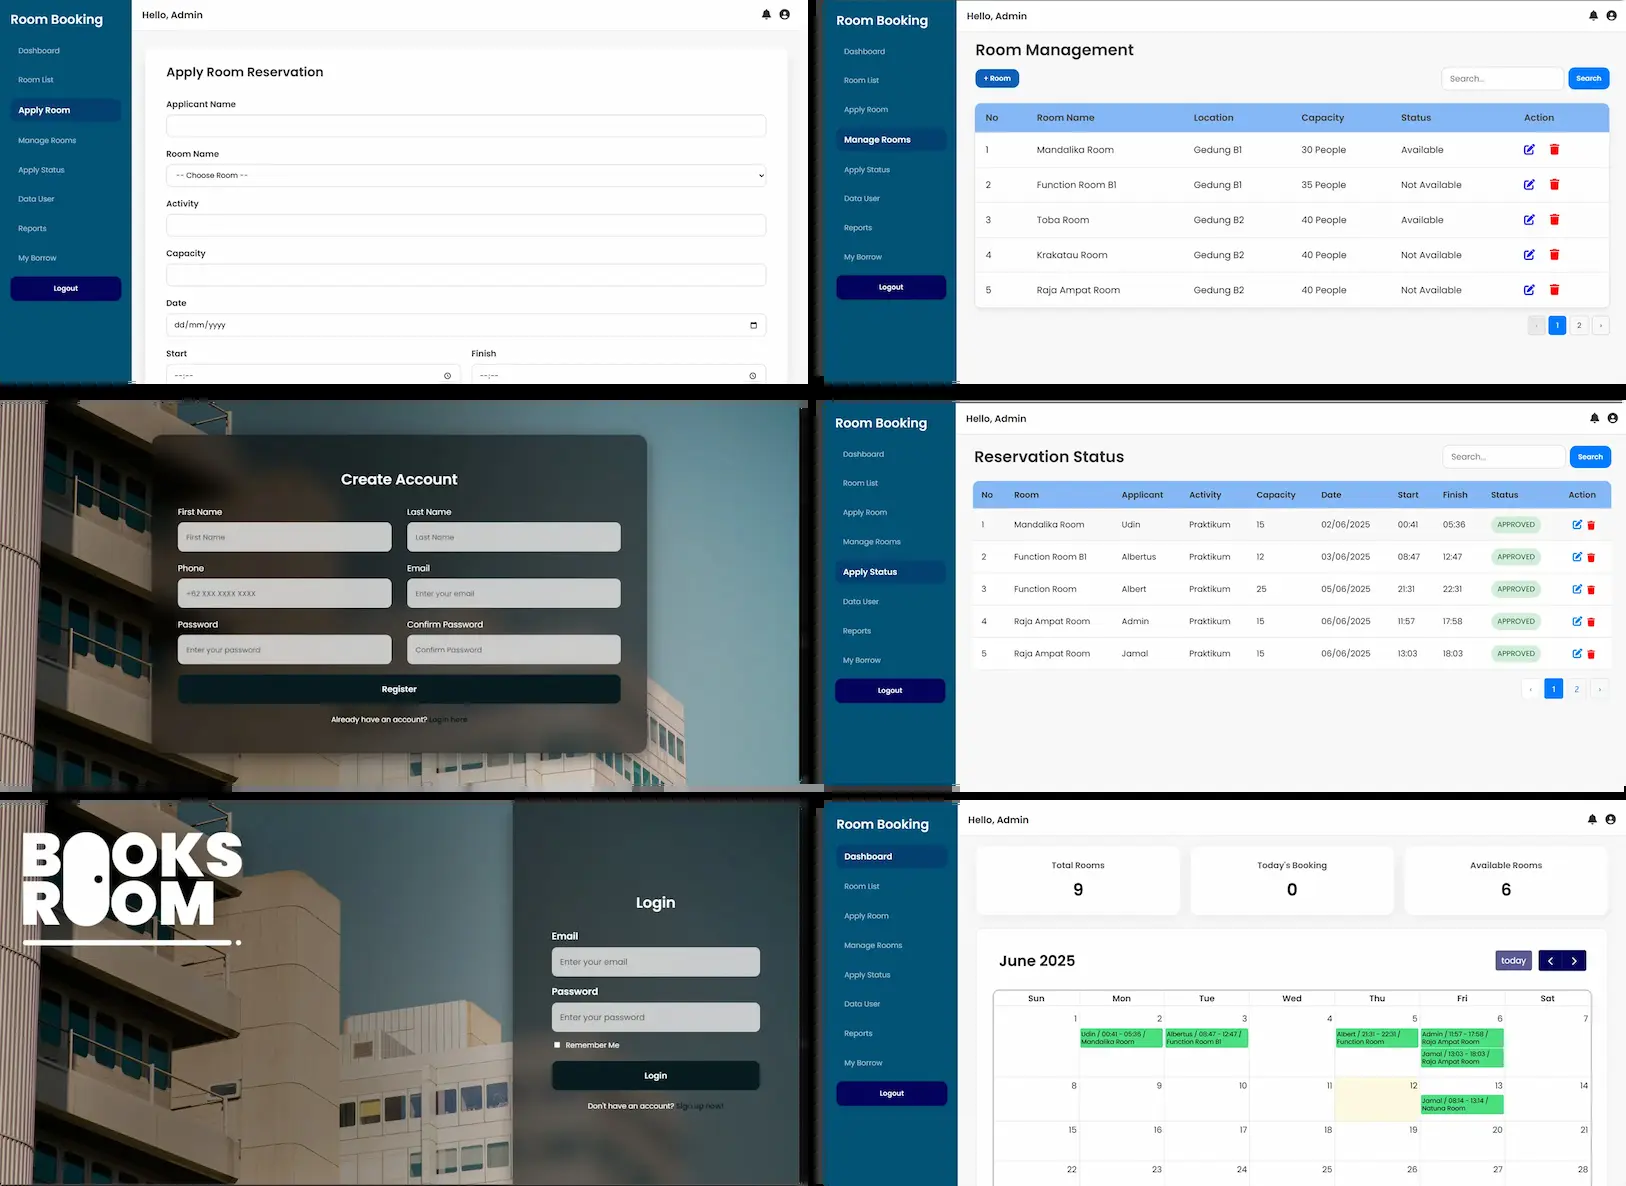 Room Booking
Hello, Admin
Dashboard
Room List
Apply Room
Manage Rooms
Apply Status
Data User
Reports
My Borrow
Logout
Apply Room Reservation
Applicant Name
Room Name
-- Choose Room --
Activity
Capacity
Date
dd/mm/yyyy
Start Finish
--:-- --:--
Room Booking
Hello, Admin
Dashboard
Room List
Apply Room
Manage Rooms
Apply Status
Data User
Reports
My Borrow
Logout
Room Management
+ Room
Search...
Search
No Room Name Location Capacity Status Action
1 Mandalika Room Gedung B1 30 People Available
2 Function Room B1 Gedung B1 35 People Not Available
3 Toba Room Gedung B2 40 People Available
4 Krakatau Room Gedung B2 40 People Not Available
5 Raja Ampat Room Gedung B2 40 People Not Available
‹ 1 2 ›
Create Account
First Name Last Name
First Name Last Name
Phone Email
+62 XXX XXXX XXXX Enter your email
Password Confirm Password
Enter your password Confirm Password
Register
Already have an account? Login here
Room Booking
Hello, Admin
Dashboard
Room List
Apply Room
Manage Rooms
Apply Status
Data User
Reports
My Borrow
Logout
Reservation Status
Search...
Search
No Room Applicant Activity Capacity Date Start Finish Status Action
1 Mandalika Room Udin Praktikum 15 02/06/2025 00:41 05:36 APPROVED
2 Function Room B1 Albertus Praktikum 12 03/06/2025 08:47 12:47 APPROVED
3 Function Room Albert Praktikum 25 05/06/2025 21:31 22:31 APPROVED
4 Raja Ampat Room Admin Praktikum 15 06/06/2025 11:57 17:58 APPROVED
5 Raja Ampat Room Jamal Praktikum 15 06/06/2025 13:03 18:03 APPROVED
‹ 1 2 ›
BOOKS
ROOM
Login
Email
Enter your email
Password
Enter your password
Remember Me
Login
Don't have an account? Sign up now!
Room Booking
Hello, Admin
Dashboard
Room List
Apply Room
Manage Rooms
Apply Status
Data User
Reports
My Borrow
Logout
Total Rooms
9
Today's Booking
0
Available Rooms
6
June 2025
today
Sun Mon Tue Wed Thu Fri Sat
1 2 3 4 5 6 7
Udin / 00:41 - 05:36 /
Mandalika Room
Albertus / 08:47 - 12:47 /
Function Room B1
Albert / 21:31 - 22:31 /
Function Room
Admin / 11:57 - 17:58 /
Raja Ampat Room
Jamal / 13:03 - 18:03 /
Raja Ampat Room
8 9 10 11 12 13 14
Jamal / 08:14 - 13:14 /
Natuna Room
15 16 17 18 19 20 21
22 23 24 25 26 27 28